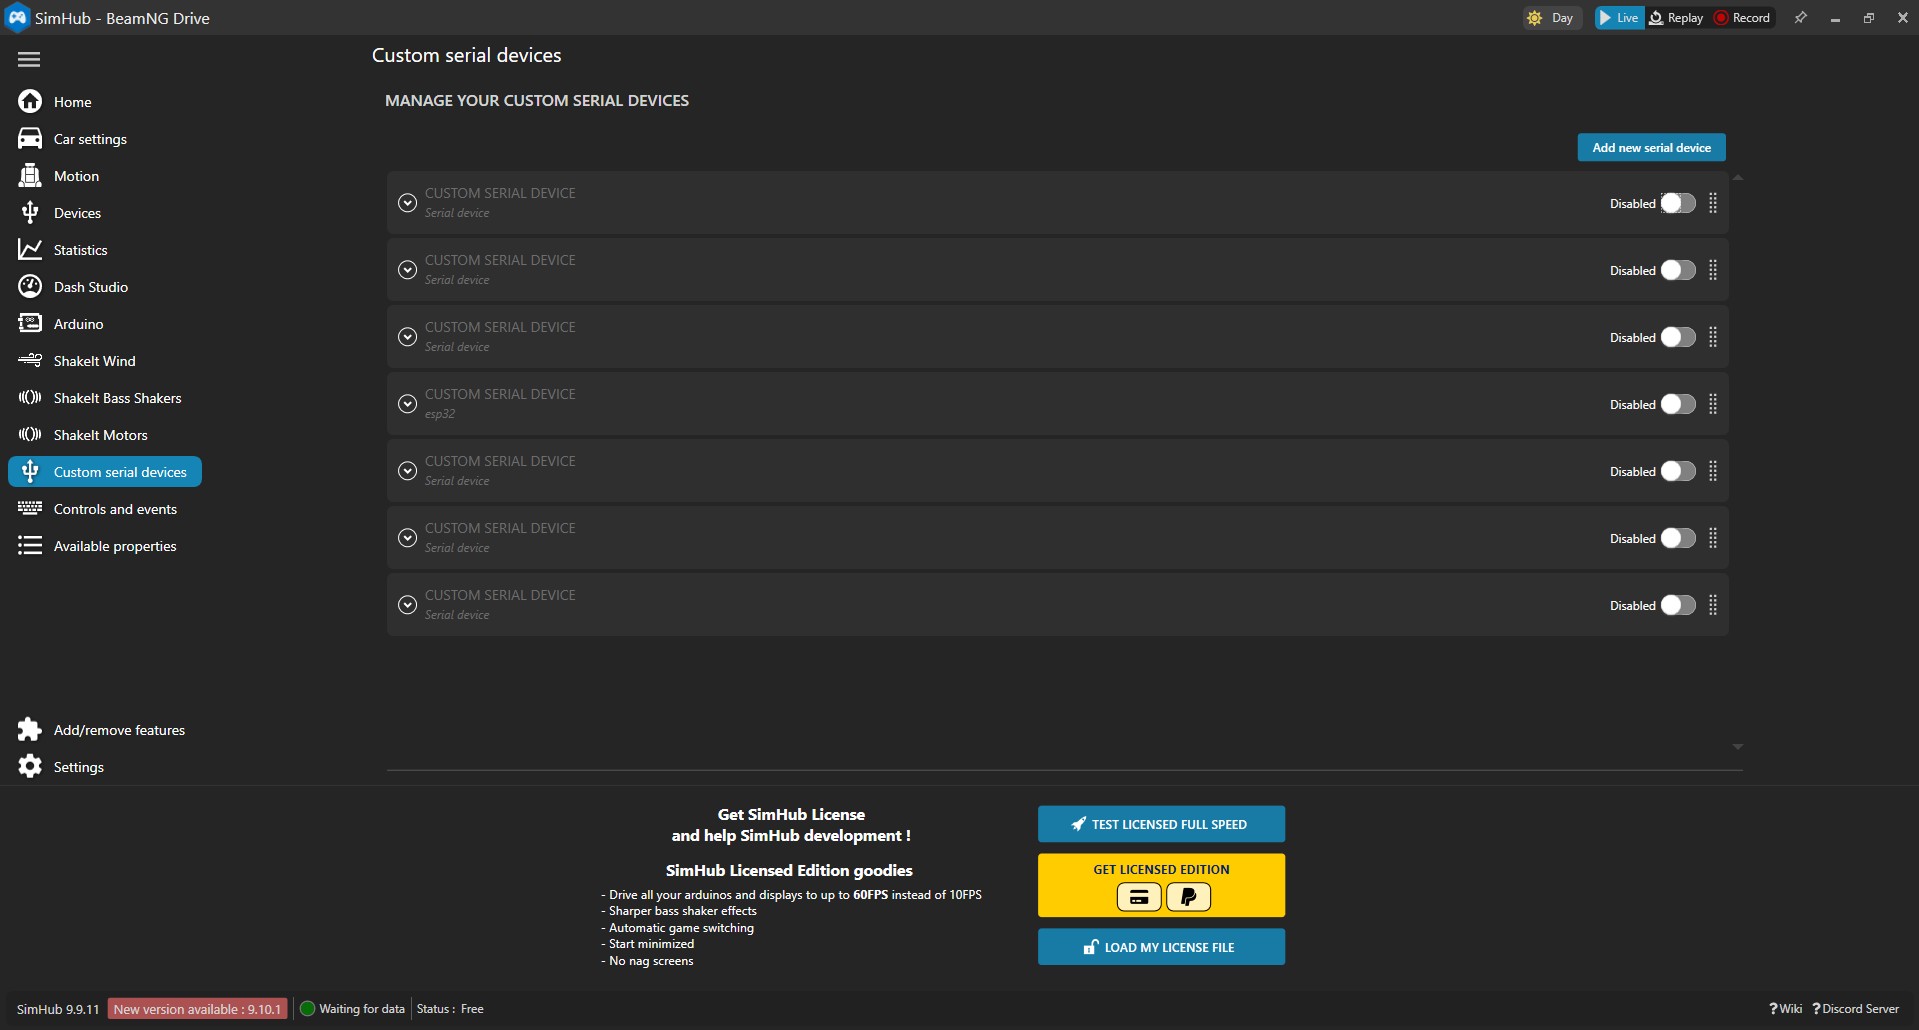 SimHub - BeamNG Drive
Day
Live
Replay
Record
Custom serial devices
MANAGE YOUR CUSTOM SERIAL DEVICES
Home
Car settings
Motion
Devices
Statistics
Dash Studio
Arduino
ShakeIt Wind
ShakeIt Bass Shakers
ShakeIt Motors
Custom serial devices
Controls and events
Available properties
Add/remove features
Settings
Add new serial device
CUSTOM SERIAL DEVICE
Serial device
Disabled
CUSTOM SERIAL DEVICE
Serial device
Disabled
CUSTOM SERIAL DEVICE
Serial device
Disabled
CUSTOM SERIAL DEVICE
esp32
Disabled
CUSTOM SERIAL DEVICE
Serial device
Disabled
CUSTOM SERIAL DEVICE
Serial device
Disabled
CUSTOM SERIAL DEVICE
Serial device
Disabled
Get SimHub License
and help SimHub development !
SimHub Licensed Edition goodies
- Drive all your arduinos and displays to up to 60FPS instead of 10FPS
- Sharper bass shaker effects
- Automatic game switching
- Start minimized
- No nag screens
TEST LICENSED FULL SPEED
GET LICENSED EDITION
LOAD MY LICENSE FILE
SimHub 9.9.11
New version available : 9.10.1
Waiting for data
Status : Free
?Wiki
?Discord Server